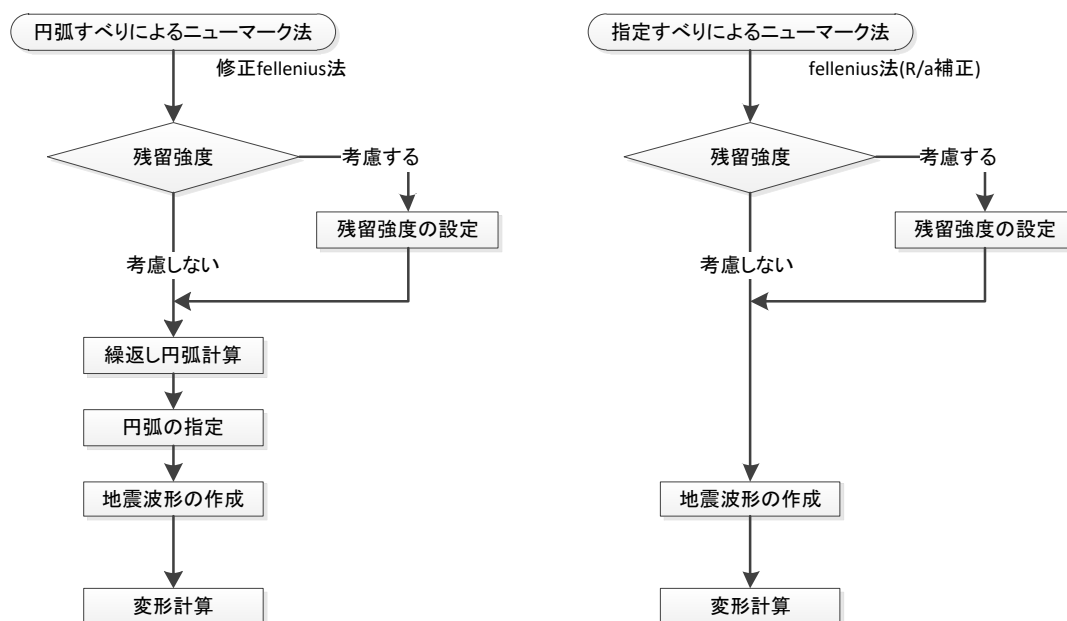 円弧すべりによるニューマーク法
修正fellenius法
残留強度
考慮する
残留強度の設定
考慮しない
繰返し円弧計算
円弧の指定
地震波形の作成
変形計算
指定すべりによるニューマーク法
fellenius法(R/a補正)
残留強度
考慮する
残留強度の設定
考慮しない
地震波形の作成
変形計算